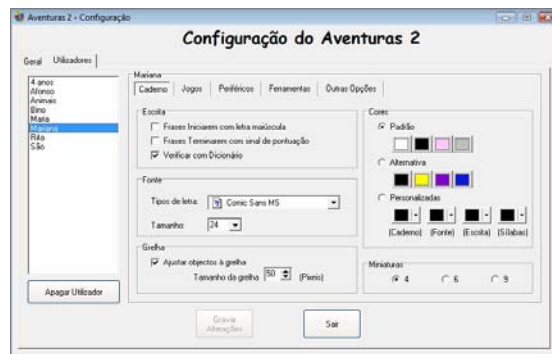 Aventuras 2 - Configuração
Configuração do Aventuras 2
Geral Utilizadores
4 anos
Afonso
Animais
Bino
Maria
Mariana
Rita
São
Apagar Utilizador
Mariana
Caderno Jogos Periféricos Ferramentas Outras Opções
Escrita
Frases Iniciarem com letra maiúscula
Frases Terminarem com sinal de pontuação
Verificar com Dicionário
Fonte
Tipos de letra: Comic Sans MS
Tamanho: 24
Grelha
Ajustar objectos à grelha
Tamanho da grelha 50 (Pixeis)
Cores
Padrão
Alternativa
Personalizadas
(Caderno) (Fonte) (Escrita) (Sílabas)
Miniaturas
4 6 9
Gravar
Alterações
Sair